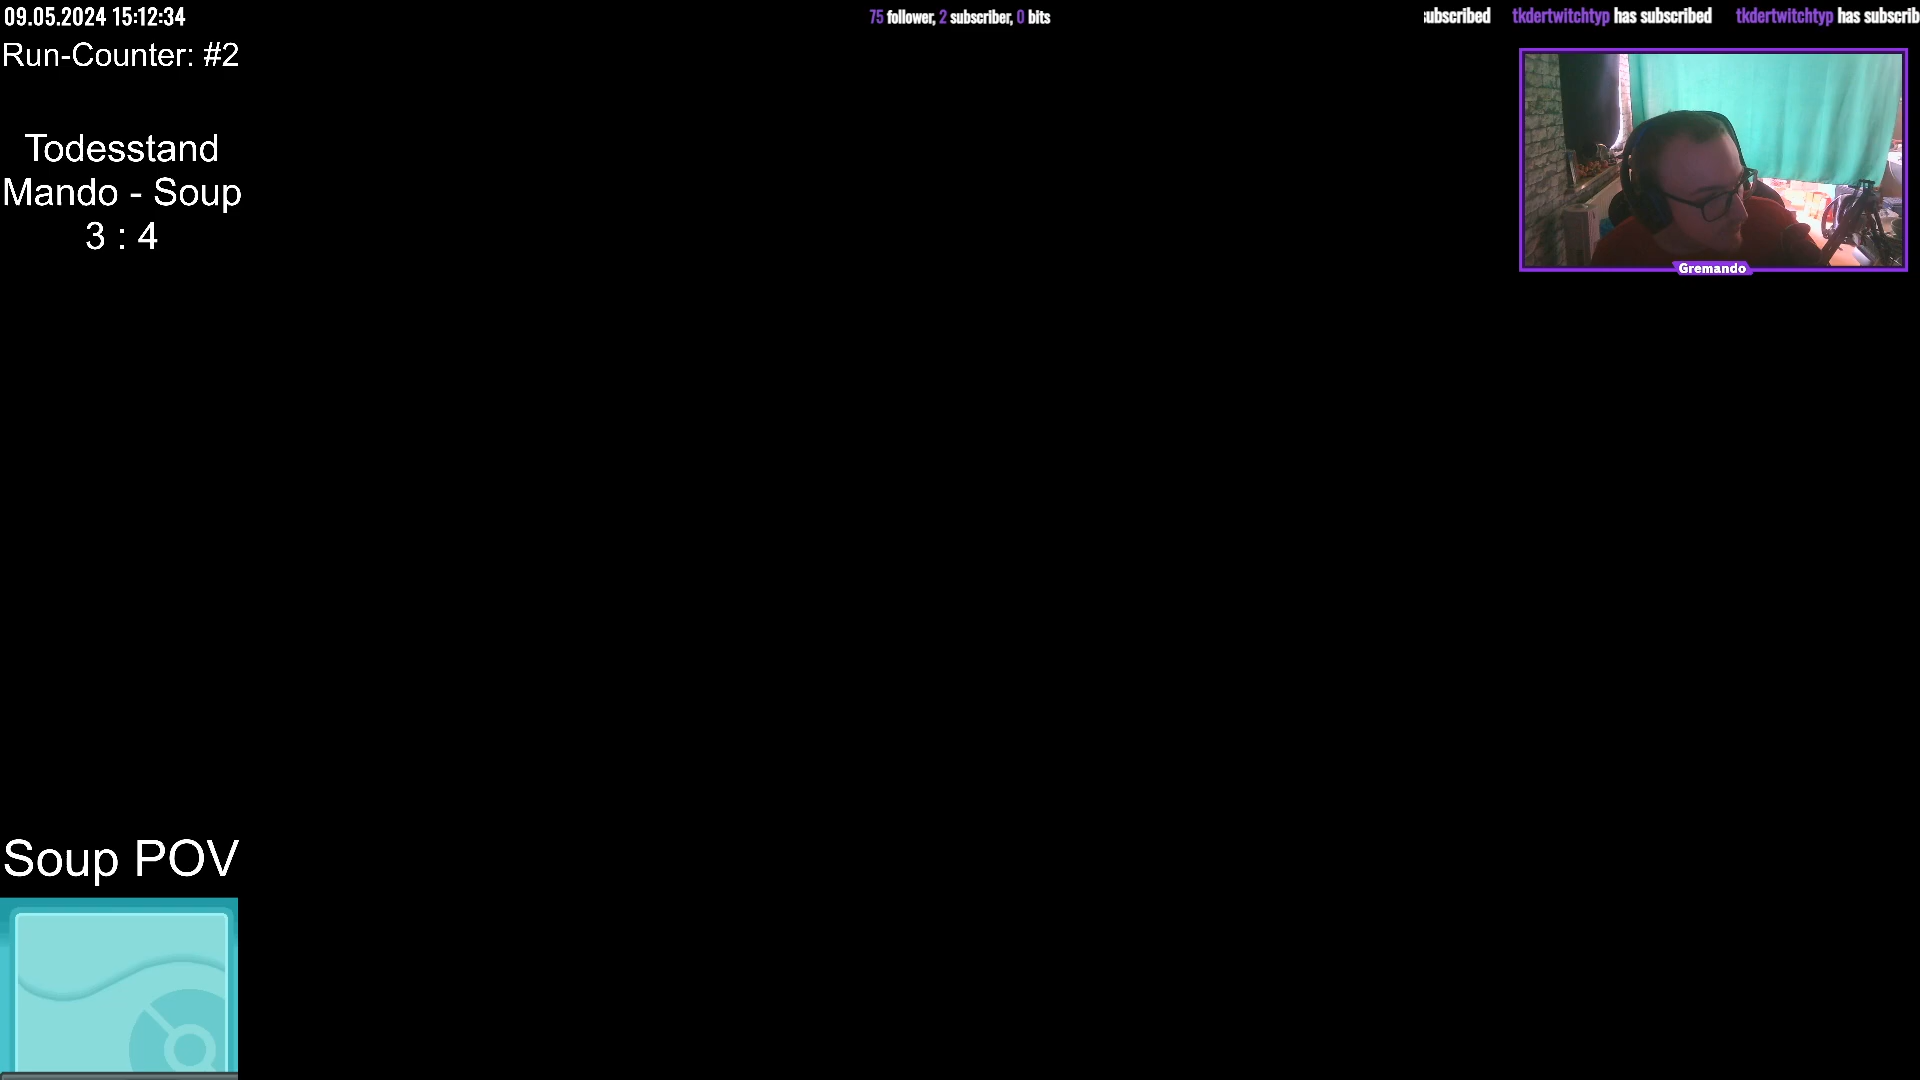 09.05.2024 15:12:34
75 follower, 2 subscriber, 0 bits
ubscribed tkdertwitchtyp has subscribed tkdertwitchtyp has subscrib
Run-Counter: #2
Todesstand
Mando - Soup
3 : 4
Gremando
Soup POV